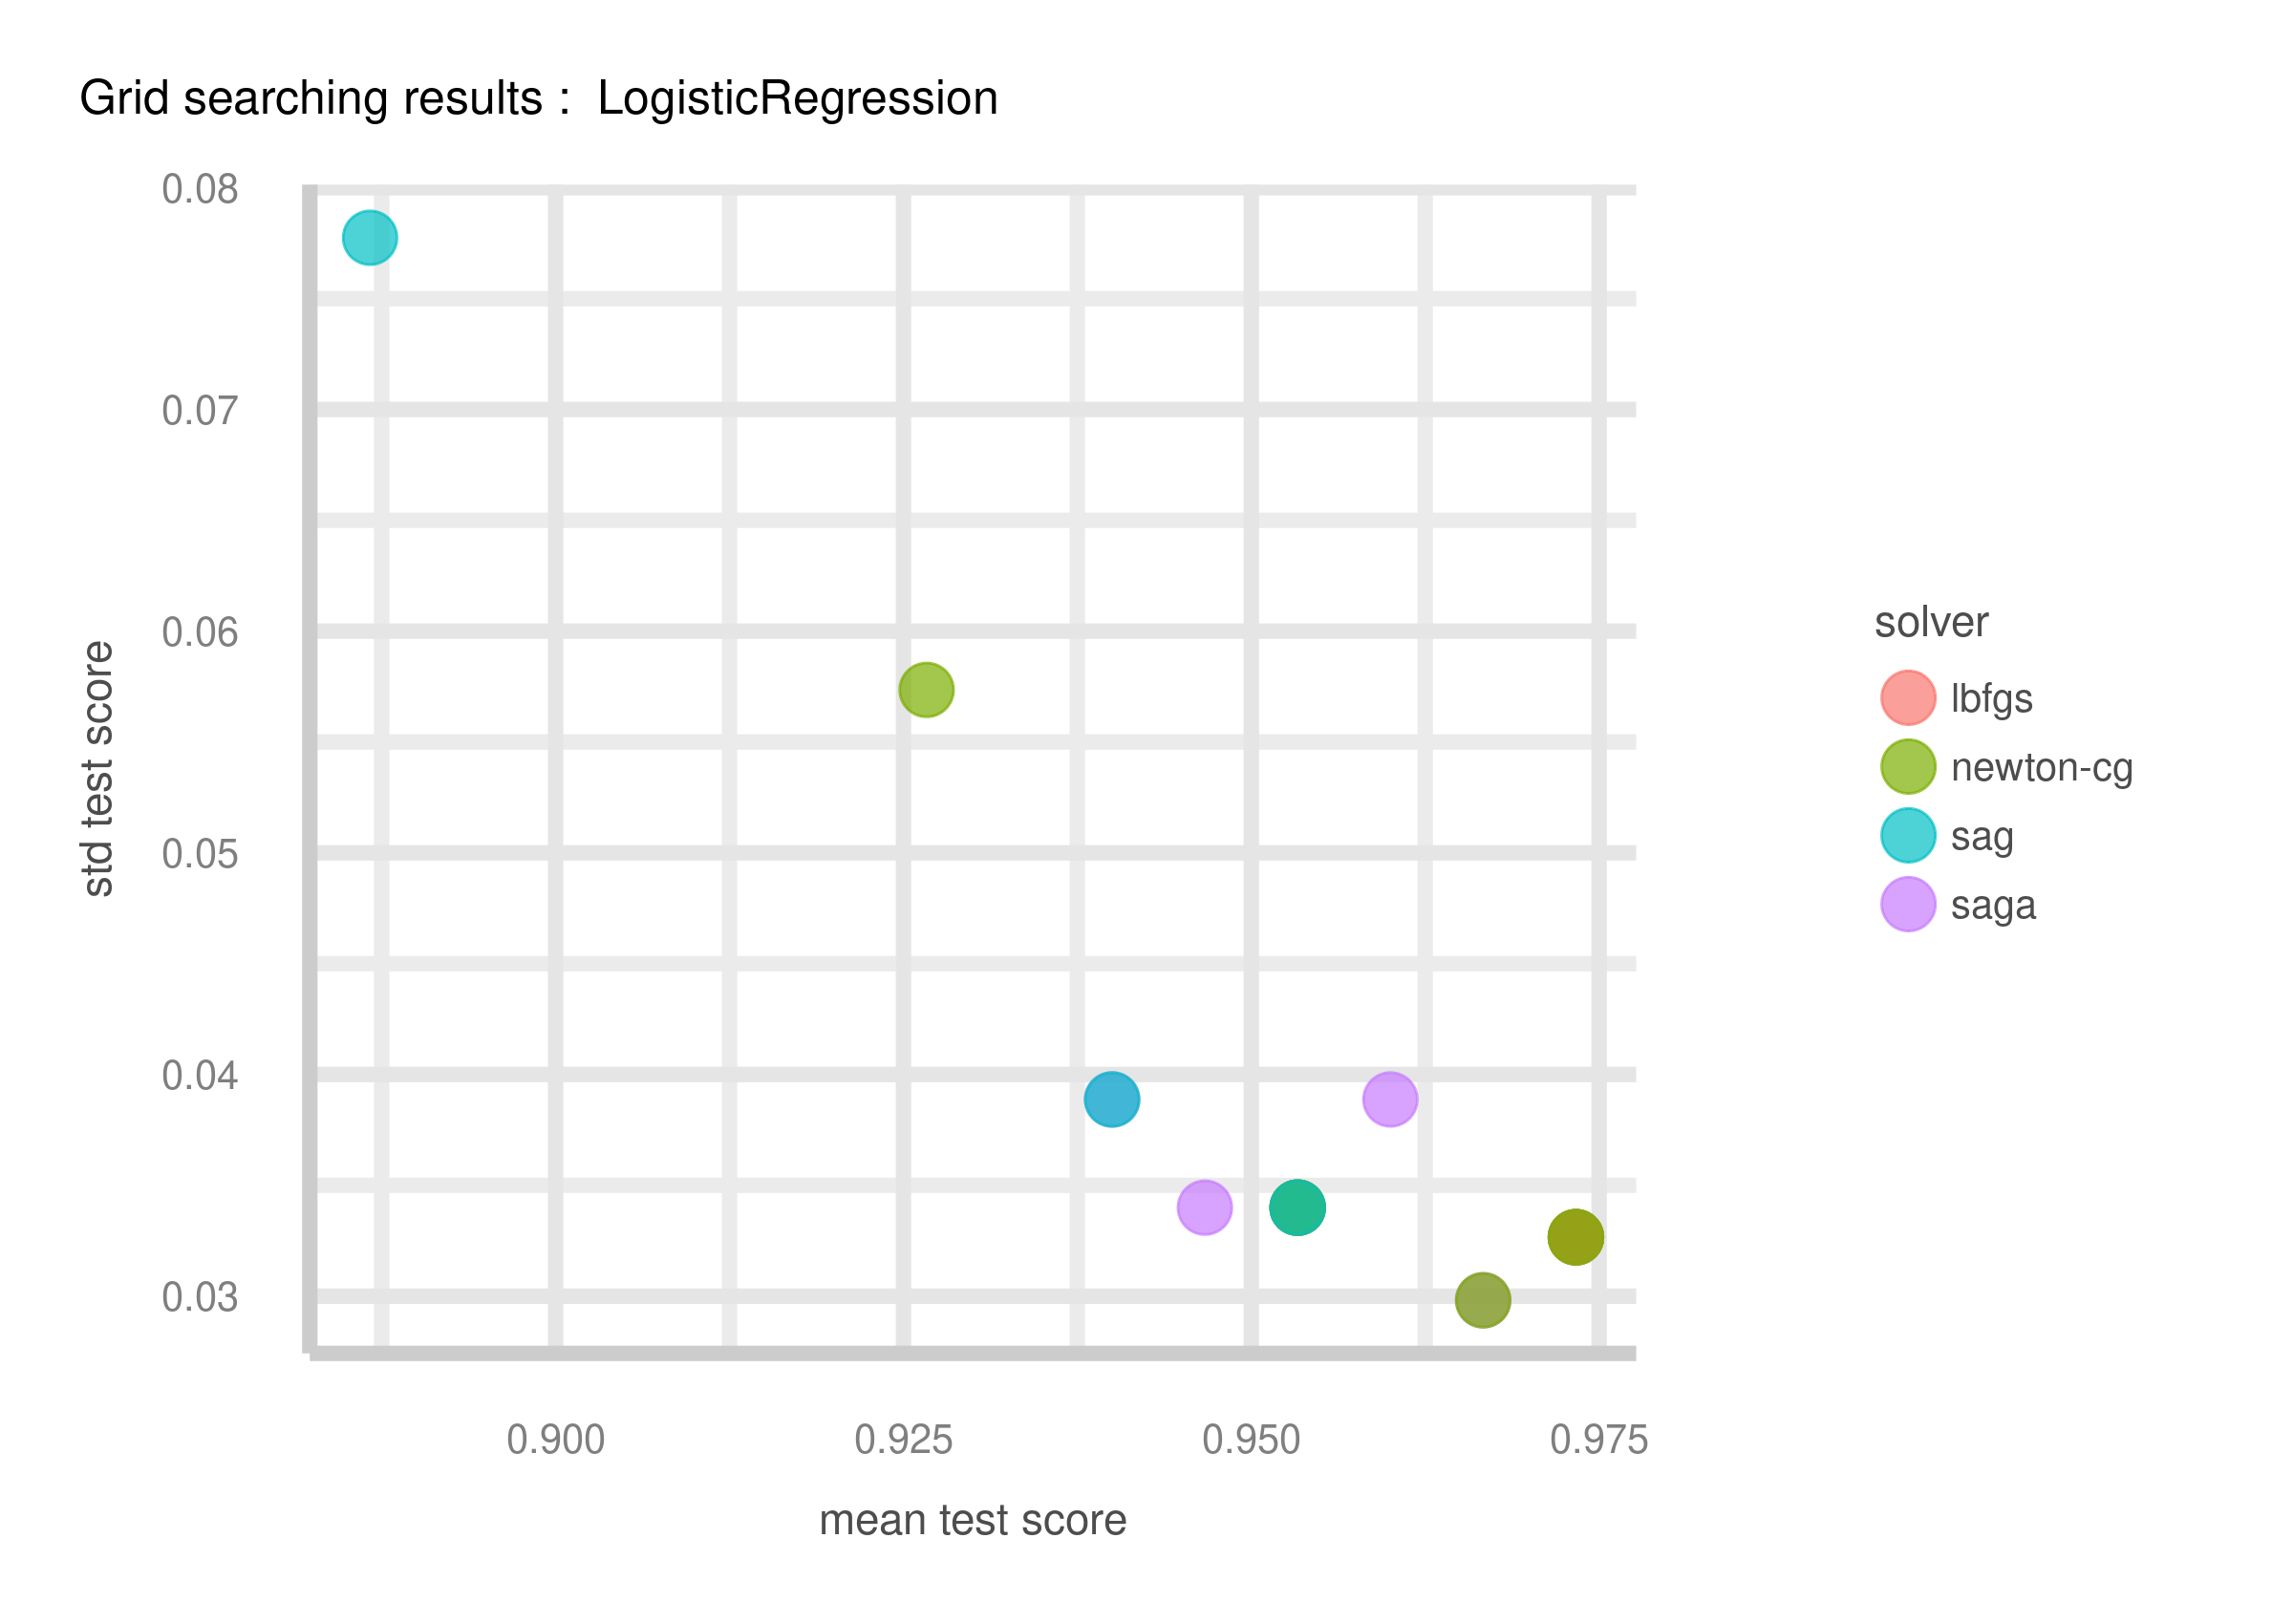 Grid searching results :  LogisticRegression
0.08
0.07
0.06
0.05
0.04
0.03
std test score
0.900 0.925 0.950 0.975
mean test score
solver
lbfgs
newton-cg
sag
saga